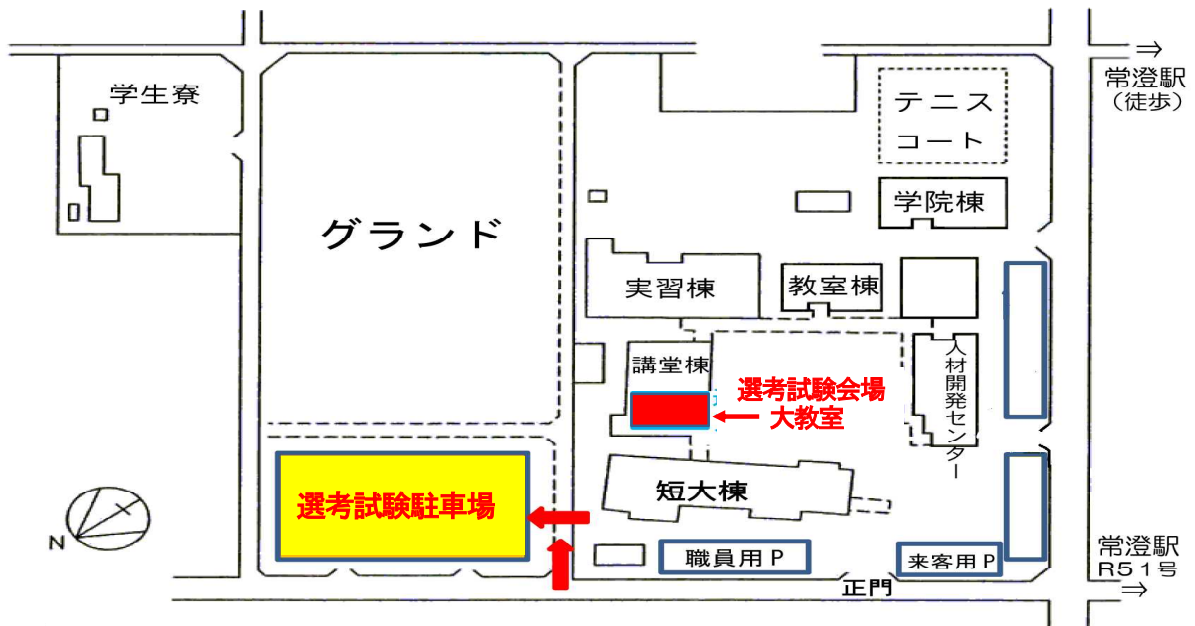 学生寮
⇒
常澄駅
（徒歩）
テニス
コート
学院棟
グランド
実習棟
教室棟
講堂棟
人材開発センター
選考試験会場
大教室
短大棟
選考試験駐車場
N
職員用Ｐ
来客用Ｐ
正門
常澄駅
Ｒ５１号
⇒